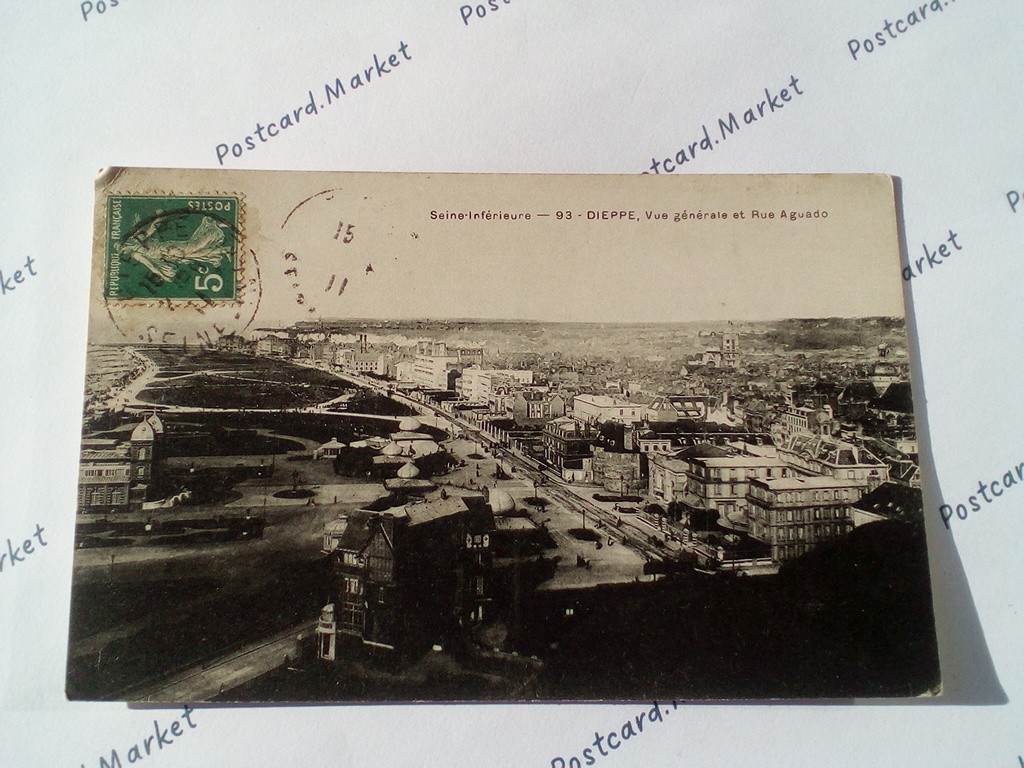 Postcard.Market
Postcard.Market
Postcard
Seine-Inférieure — 93 - DIEPPE, Vue générale et Rue Aguado
REPUBLIQUE FRANÇAISE
POSTES
5c
15
11
Market